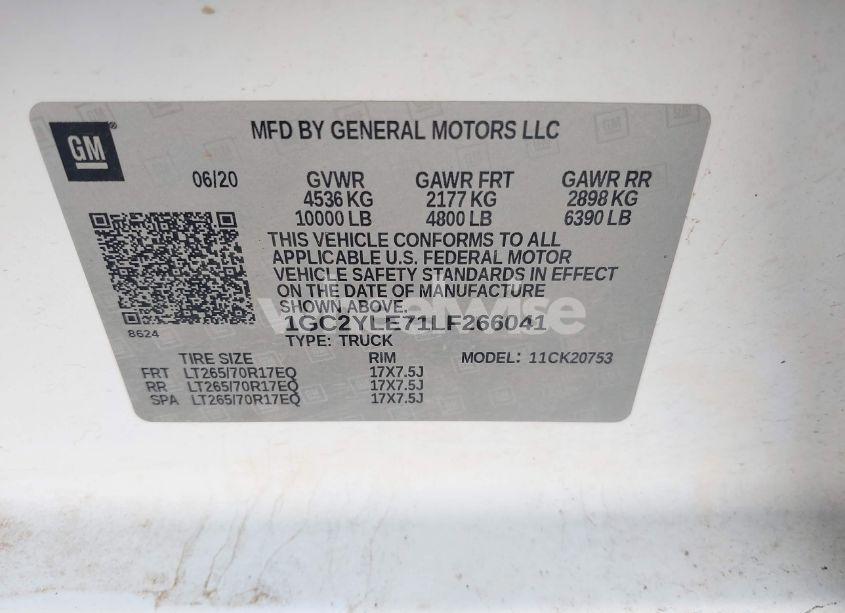 GM
MFD BY GENERAL MOTORS LLC
06/20 GVWR GAWR FRT GAWR RR
4536 KG 2177 KG 2898 KG
10000 LB 4800 LB 6390 LB
THIS VEHICLE CONFORMS TO ALL
APPLICABLE U.S. FEDERAL MOTOR
VEHICLE SAFETY STANDARDS IN EFFECT
ON THE DATE OF MANUFACTURE
SHOWN ABOVE.
1GC2YLE71LF266041
8624
TYPE: TRUCK
TIRE SIZE RIM MODEL: 11CK20753
FRT LT265/70R17EQ 17X7.5J
RR LT265/70R17EQ 17X7.5J
SPA LT265/70R17EQ 17X7.5J